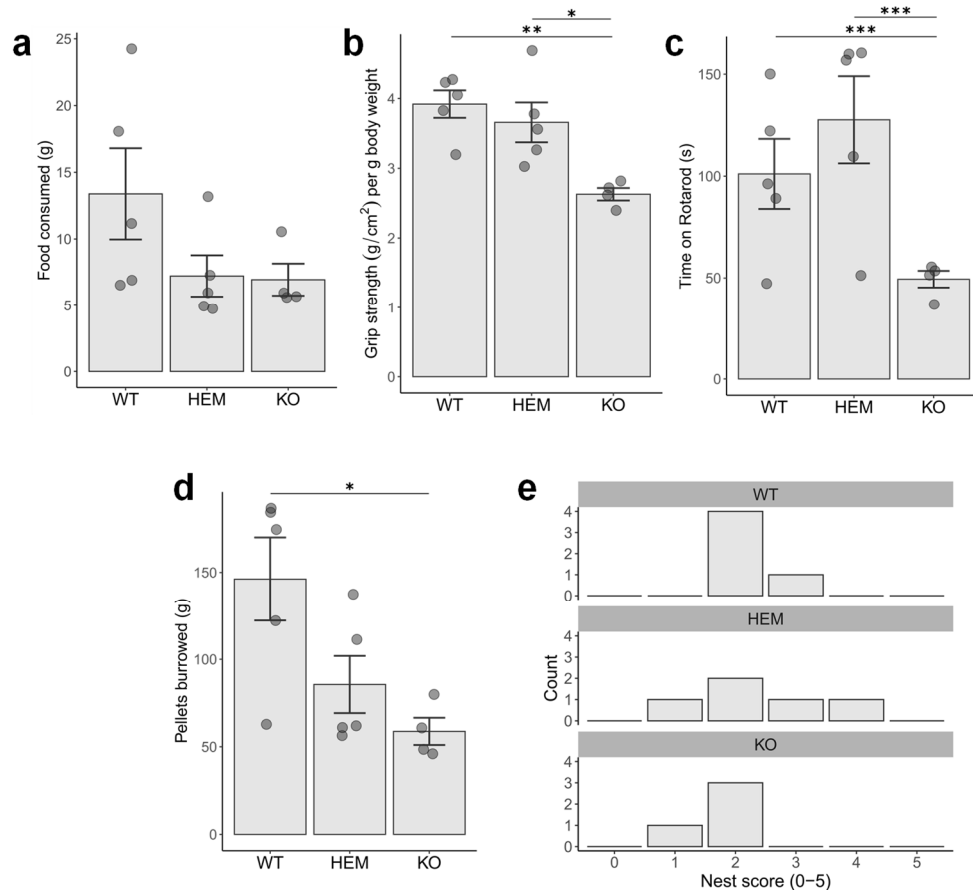 a
Food consumed (g)
25
20
15
10
5
0
WT HEM KO
b
*
**
Grip strength (g/cm²) per g body weight
4
3
2
1
0
WT HEM KO
c
***
***
Time on Rotarod (s)
150
100
50
0
WT HEM KO
d
*
Pellets burrowed (g)
150
100
50
0
WT HEM KO
e
Count
WT
4
3
2
1
0
HEM
4
3
2
1
0
KO
4
3
2
1
0
0 1 2 3 4 5
Nest score (0–5)